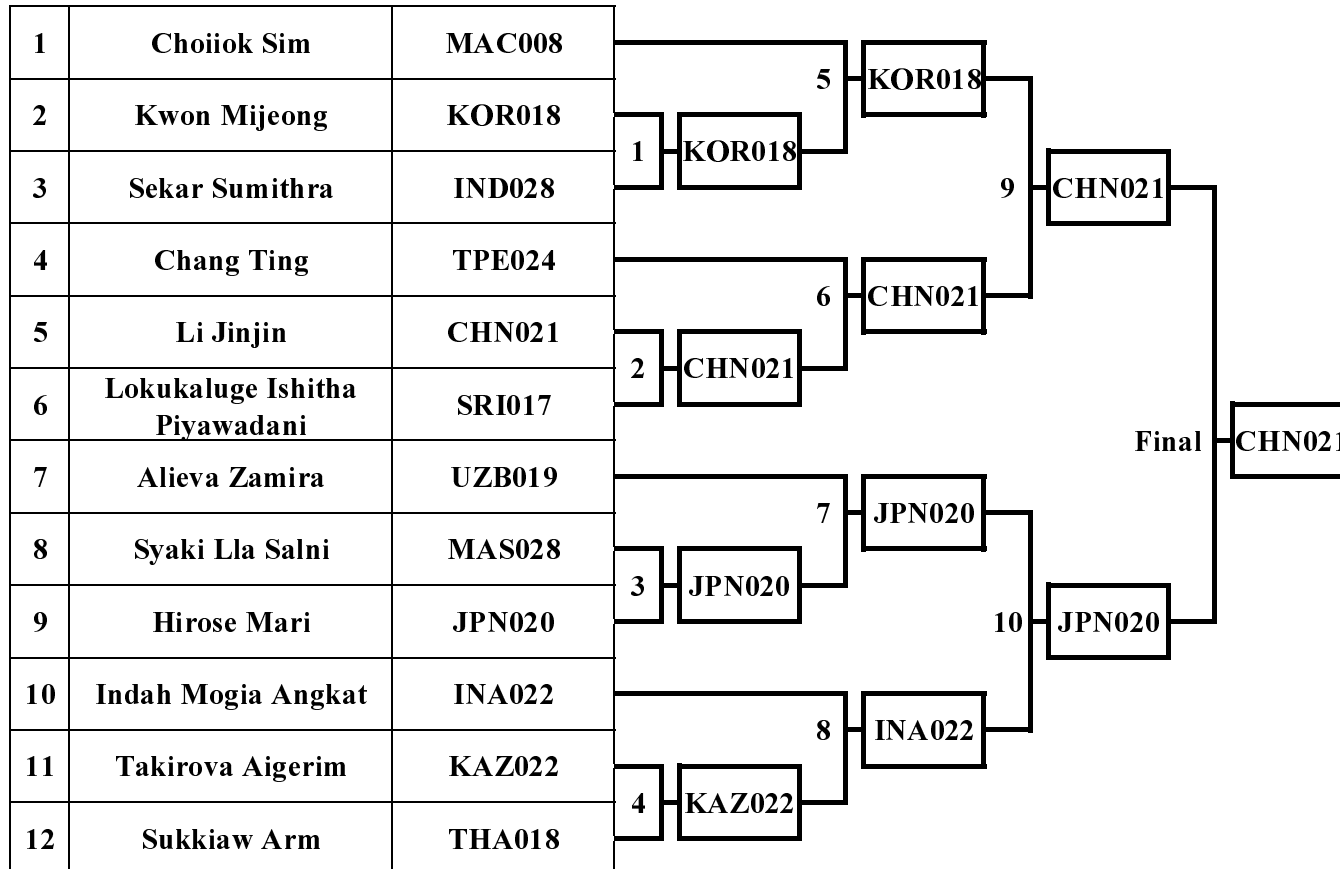 1 Choiiok Sim MAC008
5 KOR018
2 Kwon Mijeong KOR018
1 KOR018
3 Sekar Sumithra IND028
9 CHN021
4 Chang Ting TPE024
6 CHN021
5 Li Jinjin CHN021
2 CHN021
6 Lokukaluge Ishitha
Piyawadani SRI017
Final CHN021
7 Alieva Zamira UZB019
7 JPN020
8 Syaki Lla Salni MAS028
3 JPN020
9 Hirose Mari JPN020
10 JPN020
10 Indah Mogia Angkat INA022
8 INA022
11 Takirova Aigerim KAZ022
4 KAZ022
12 Sukkiaw Arm THA018